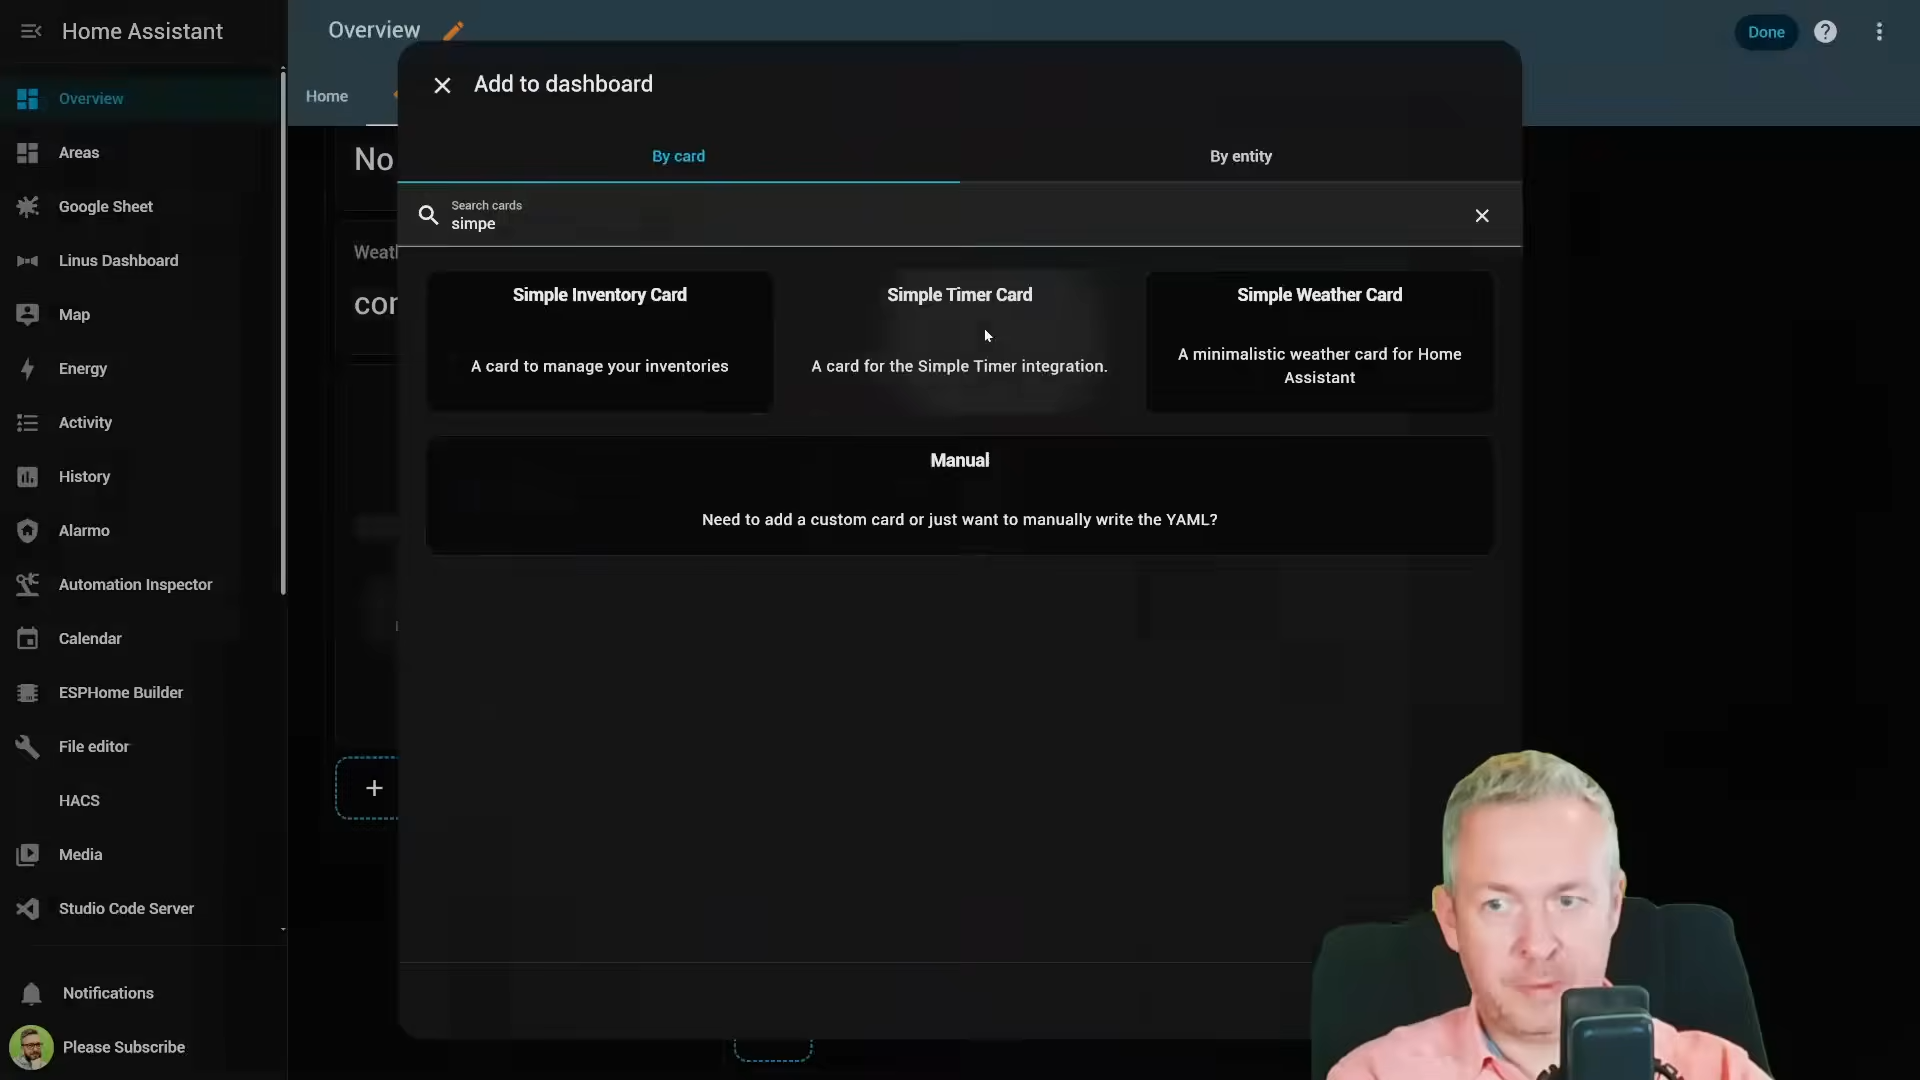 Home Assistant
Overview
Done
Overview
Areas
Google Sheet
Linus Dashboard
Map
Energy
Activity
History
Alarmo
Automation Inspector
Calendar
ESPHome Builder
File editor
HACS
Media
Studio Code Server
Notifications
Please Subscribe
Home
No
Weat
Add to dashboard
By card
By entity
Search cards
simpe
Simple Inventory Card
A card to manage your inventories
Simple Timer Card
A card for the Simple Timer integration.
Simple Weather Card
A minimalistic weather card for Home
Assistant
Manual
Need to add a custom card or just want to manually write the YAML?